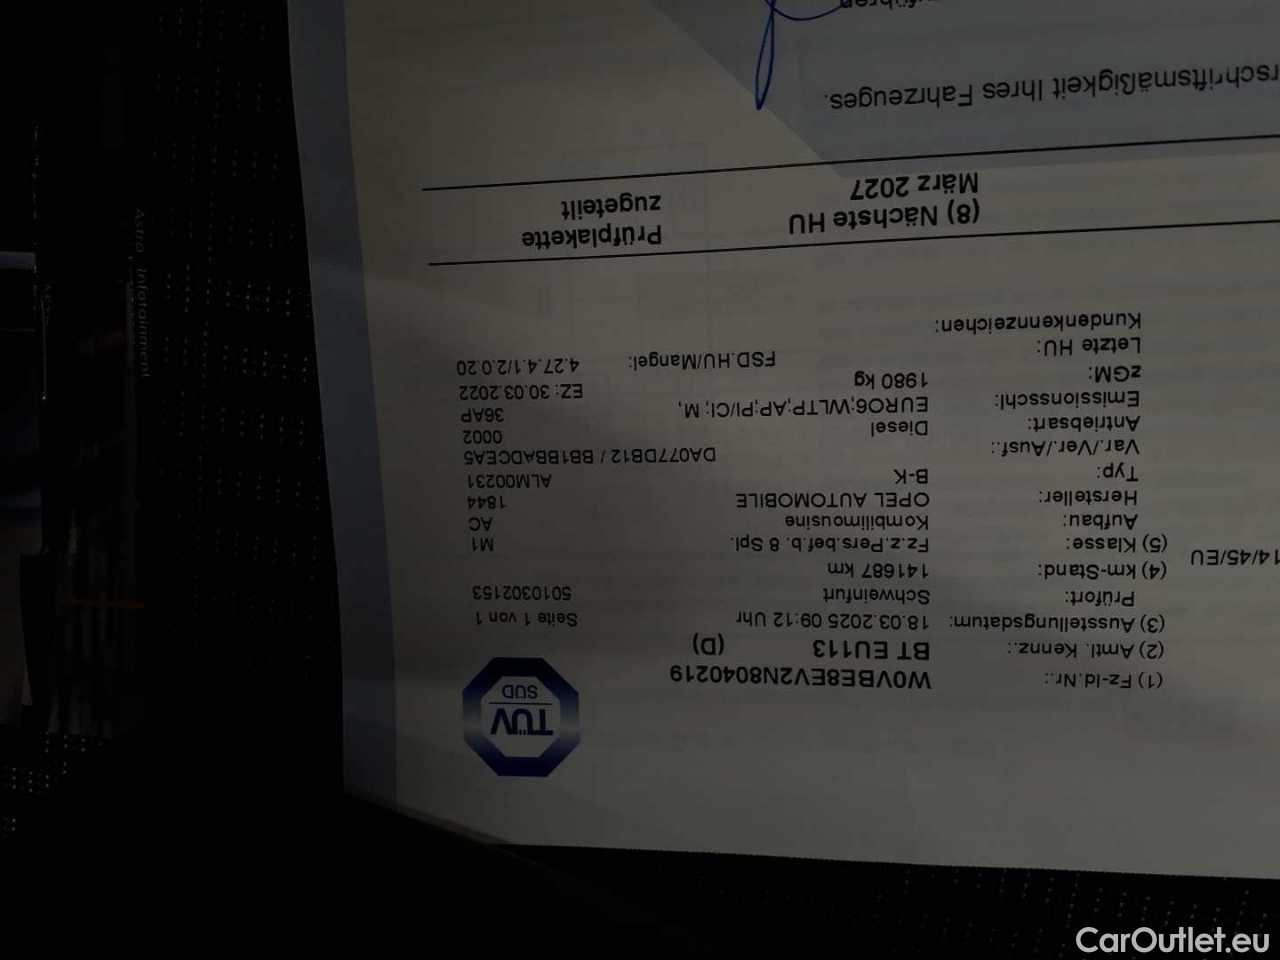 TÜV
SÜD
(1) Fz-Id.Nr.: W0VBE8EV2N8040219
(2) Amtl. Kennz.: BT EU113 (D)
(3) Ausstellungsdatum: 18.03.2025 09:12 Uhr Seite 1 von 1
Prüfort: Schweinfurt 5010302153
(4) km-Stand: 141687 km
14/45/EU (5) Klasse: Fz.z.Pers.bef.b. 8 Spl. M1
Aufbau: Kombilimousine AC
Hersteller: OPEL AUTOMOBILE 1844
Typ: B-K ALM00231
Var./Ver./Ausf.: DA077DB12 / BB1BBADCEA5
Antriebsart: Diesel 0002
Emissionsschl: EURO6;WLTP;AP;PI/CI; M, 36AP
zGM: 1980 kg EZ: 30.03.2022
Letzte HU: FSD.HU/Mangel: 4.27.4.1/2.0.20
Kundenkennzeichen:
(8) Nächste HU Prüfplakette
März 2027 zugeteilt
rschriftsmäßigkeit Ihres Fahrzeuges.
Astra Infotainment
CarOutlet.eu